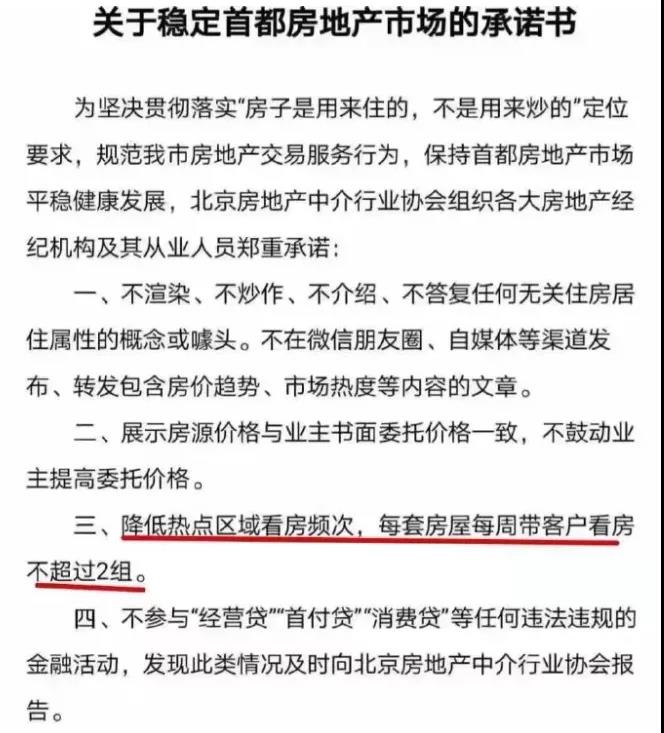 关于稳定首都房地产市场的承诺书
为坚决贯彻落实“房子是用来住的，不是用来炒的”定位
要求，规范我市房地产交易服务行为，保持首都房地产市场
平稳健康发展，北京房地产中介行业协会组织各大房地产经
纪机构及其从业人员郑重承诺：
一、不渲染、不炒作、不介绍、不答复任何无关住房居
住属性的概念或噱头。不在微信朋友圈、自媒体等渠道发
布、转发包含房价趋势、市场热度等内容的文章。
二、展示房源价格与业主书面委托价格一致，不鼓动业
主提高委托价格。
三、降低热点区域看房频次，每套房屋每周带客户看房
不超过2组。
四、不参与“经营贷”“首付贷”“消费贷”等任何违法违规的
金融活动，发现此类情况及时向北京房地产中介行业协会报
告。